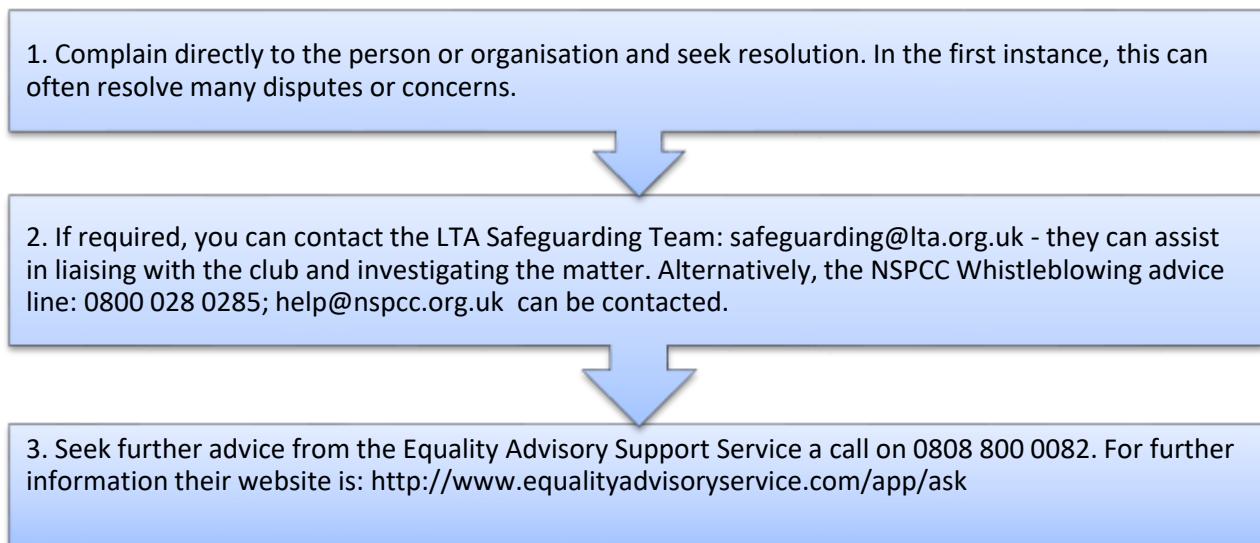 1. Complain directly to the person or organisation and seek resolution. In the first instance, this can
often resolve many disputes or concerns.
2. If required, you can contact the LTA Safeguarding Team: safeguarding@lta.org.uk - they can assist
in liaising with the club and investigating the matter. Alternatively, the NSPCC Whistleblowing advice
line: 0800 028 0285; help@nspcc.org.uk  can be contacted.
3. Seek further advice from the Equality Advisory Support Service a call on 0808 800 0082. For further
information their website is: http://www.equalityadvisoryservice.com/app/ask